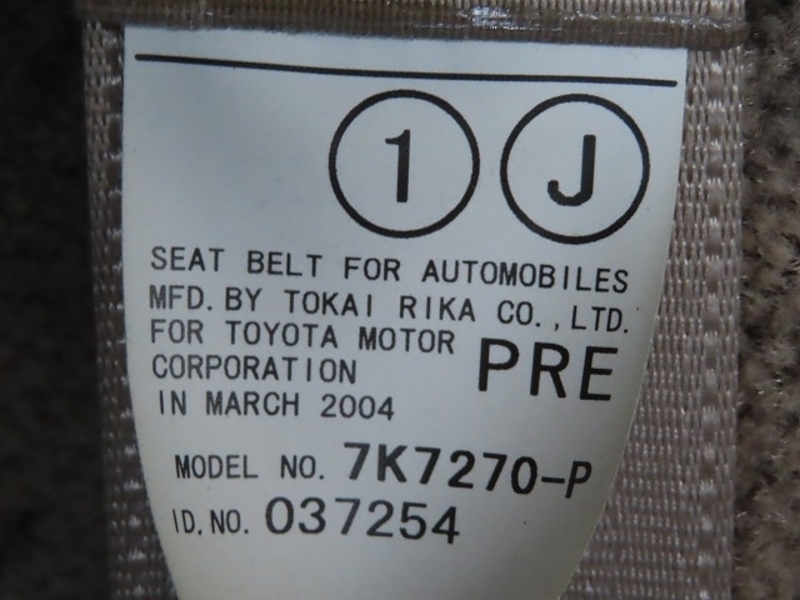 1 J
SEAT BELT FOR AUTOMOBILES
MFD. BY TOKAI RIKA CO., LTD.
FOR TOYOTA MOTOR
CORPORATION PRE
IN MARCH 2004
MODEL NO. 7K7270-P
ID. NO. 037254